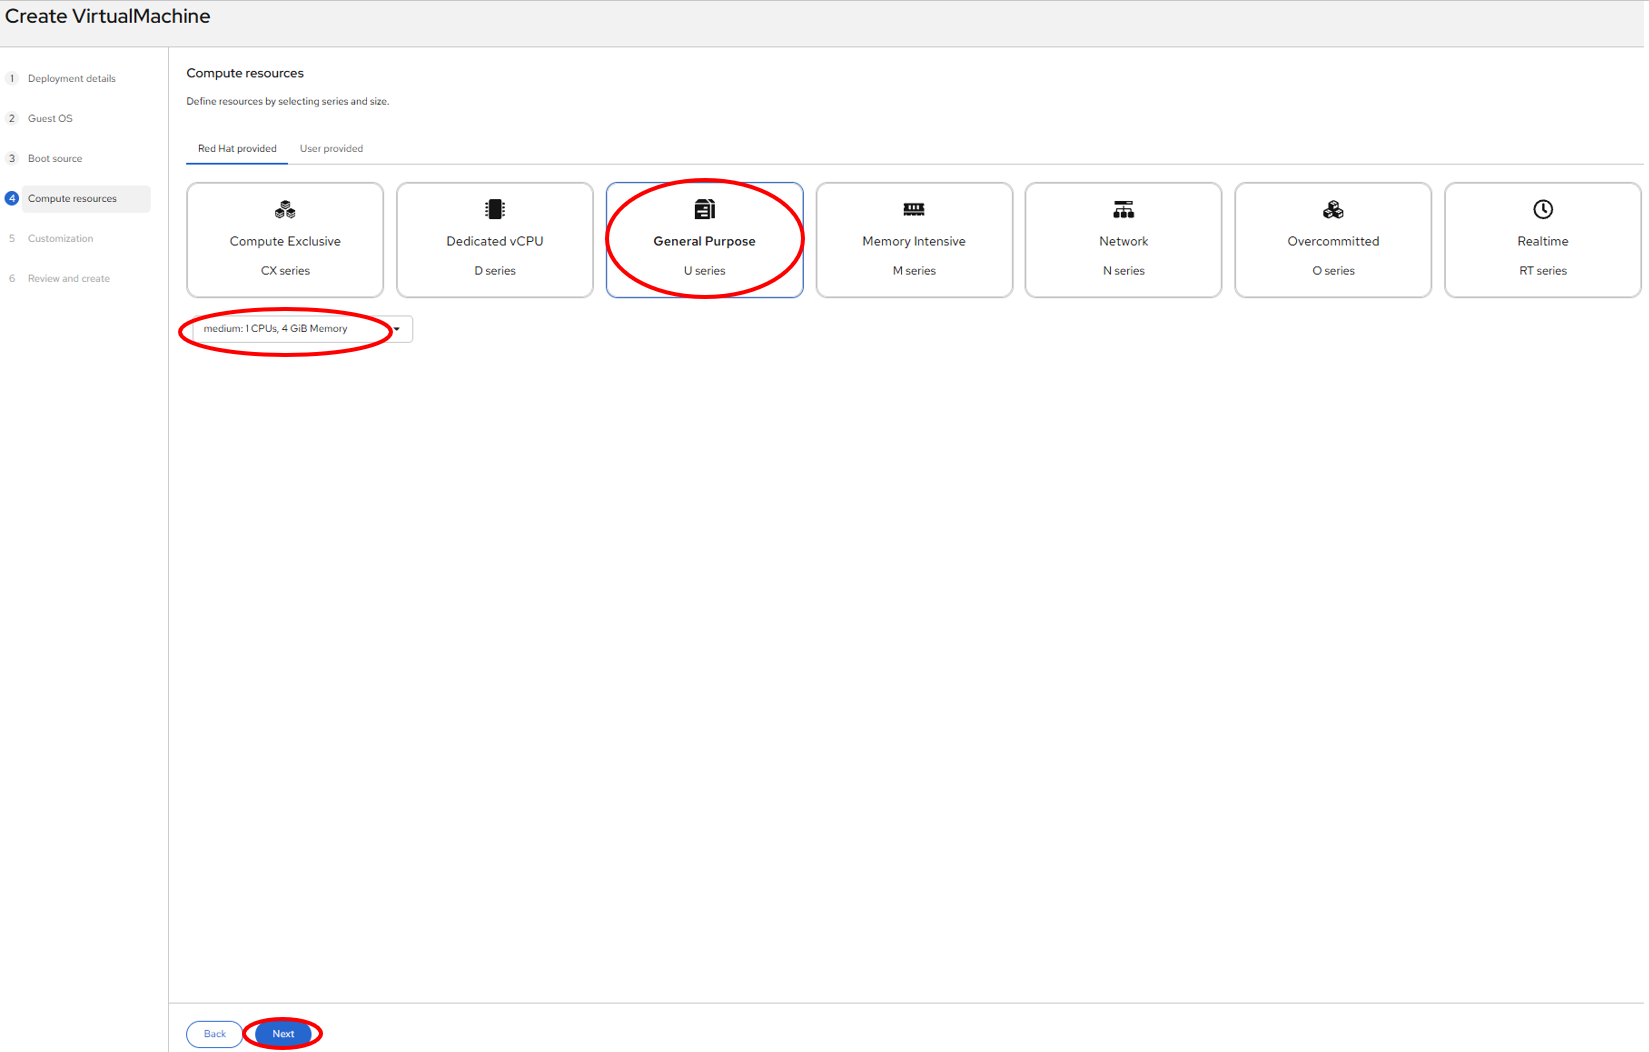 Create VirtualMachine
1 Deployment details
2 Guest OS
3 Boot source
4 Compute resources
5 Customization
6 Review and create
Compute resources
Define resources by selecting series and size.
Red Hat provided User provided
Compute Exclusive
CX series
Dedicated vCPU
D series
General Purpose
U series
Memory Intensive
M series
Network
N series
Overcommitted
O series
Realtime
RT series
medium: 1 CPUs, 4 GiB Memory
Back Next